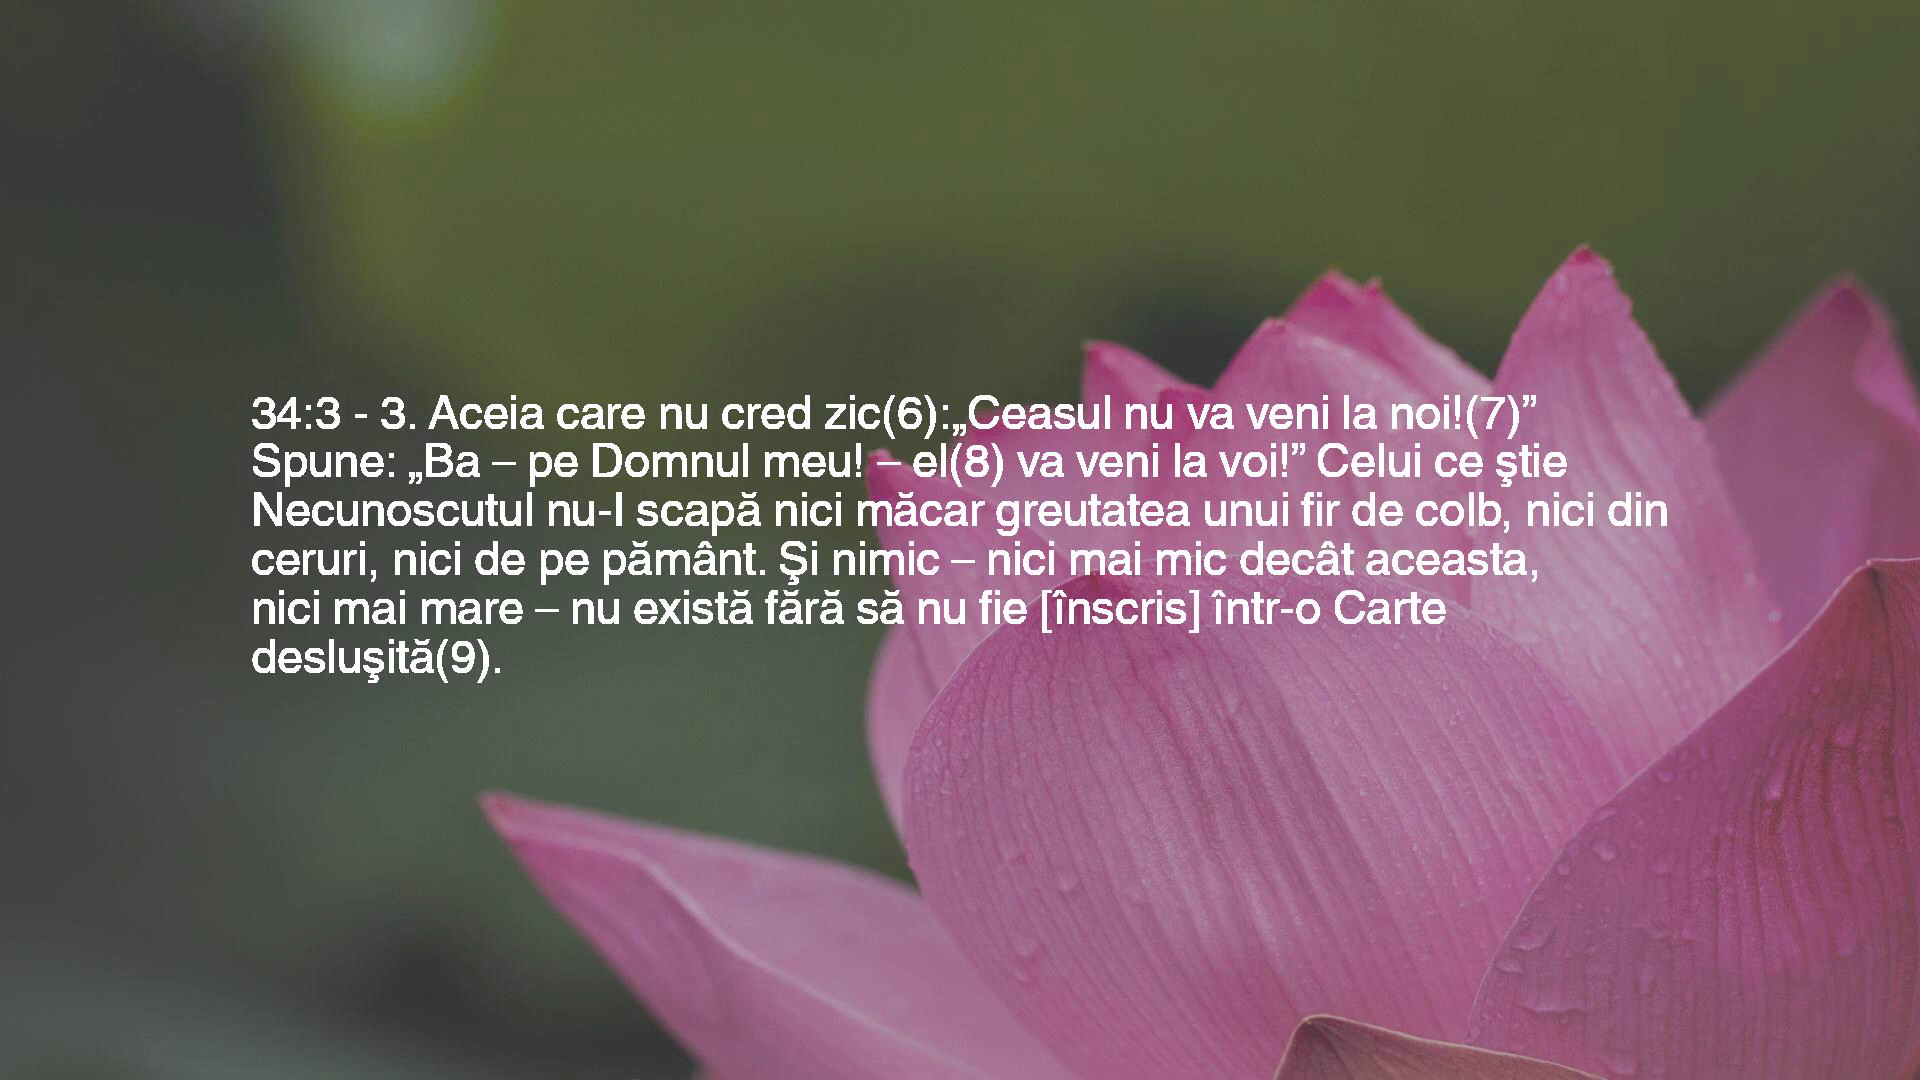 34:3 - 3. Aceia care nu cred zic(6):„Ceasul nu va veni la noi!(7)”
Spune: „Ba – pe Domnul meu! – el(8) va veni la voi!” Celui ce ştie
Necunoscutul nu-I scapă nici măcar greutatea unui fir de colb, nici din
ceruri, nici de pe pământ. Şi nimic – nici mai mic decât aceasta,
nici mai mare – nu există fără să nu fie [înscris] într-o Carte
desluşită(9).